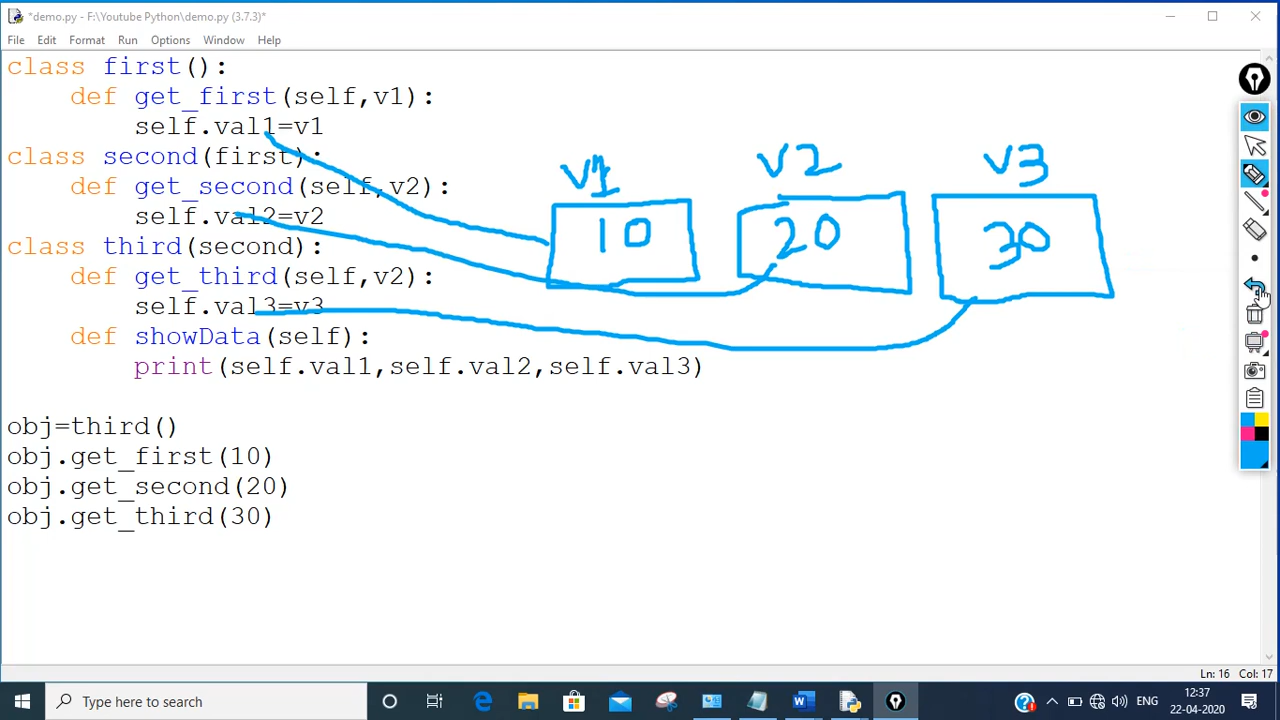 *demo.py - F:\Youtube Python\demo.py (3.7.3)*
File Edit Format Run Options Window Help
class first():
    def get_first(self,v1):
        self.val1=v1
class second(first):
    def get_second(self,v2):
        self.val2=v2
class third(second):
    def get_third(self,v2):
        self.val3=v3
    def showData(self):
        print(self.val1,self.val2,self.val3)
obj=third()
obj.get_first(10)
obj.get_second(20)
obj.get_third(30)
v1 v2 v3
10 20 30
Ln: 16 Col: 17
Type here to search
ENG
12:37
22-04-2020